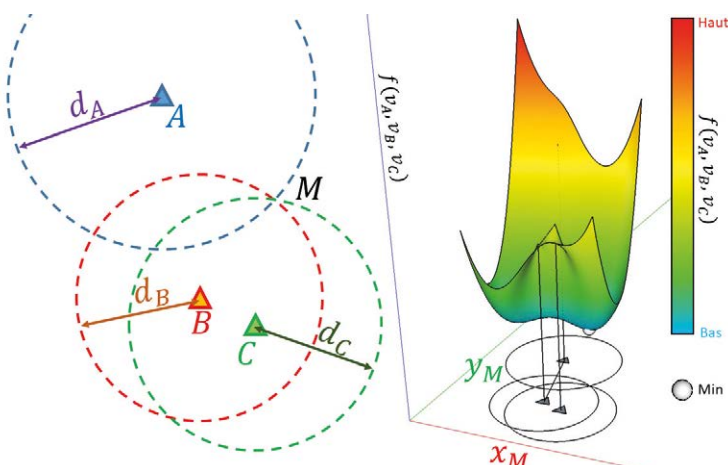 d_A
A
M
d_B
B
C
d_C
f(v_A, v_B, v_C)
y_M
x_M
Haut
f(v_A, v_B, v_C)
Bas
Min